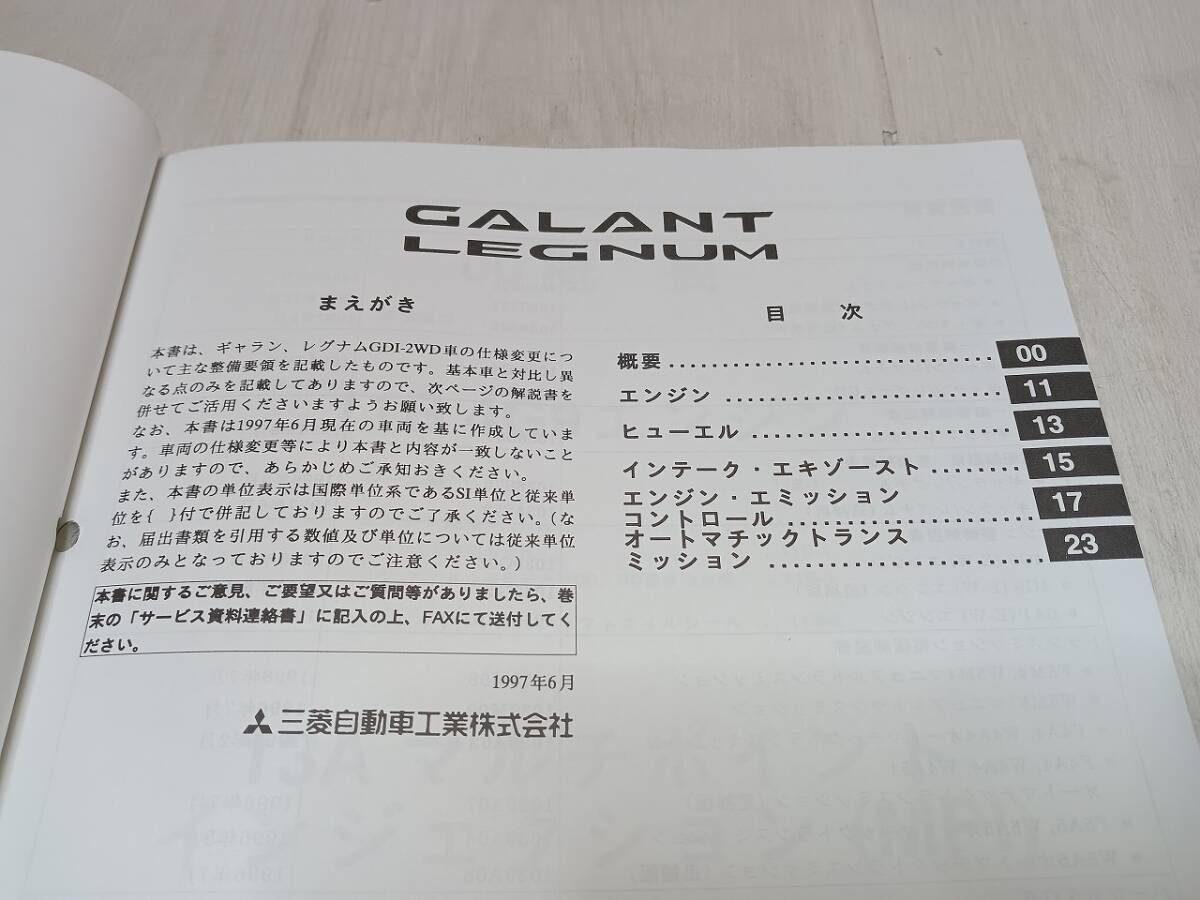 GALANT
LEGNUM
まえがき
本書は、ギャラン、レグナムGDI-2WD車の仕様変更につ
いて主な整備要領を記載したものです。基本車と対比し異
なる点のみを記載してありますので、次ページの解説書を
併せてご活用くださいますようお願い致します。
なお、本書は1997年6月現在の車両を基に作成していま
す。車両の仕様変更等により本書と内容が一致しないこと
がありますので、あらかじめご承知おきください。
また、本書の単位表示は国際単位系であるSI単位と従来単
位を{ }付で併記しておりますのでご了承ください。(な
お、届出書類を引用する数値及び単位については従来単位
表示のみとなっておりますのでご注意ください。)
本書に関するご意見、ご要望又はご質問等がありましたら、巻
末の「サービス資料連絡書」に記入の上、FAXにて送付してく
ださい。
1997年6月
三菱自動車工業株式会社
目 次
概要 ........................ 00
エンジン ........................ 11
ヒューエル ........................ 13
インテーク・エキゾースト ........ 15
エンジン・エミッション
コントロール ........................ 17
オートマチックトランス
ミッション ........................ 23